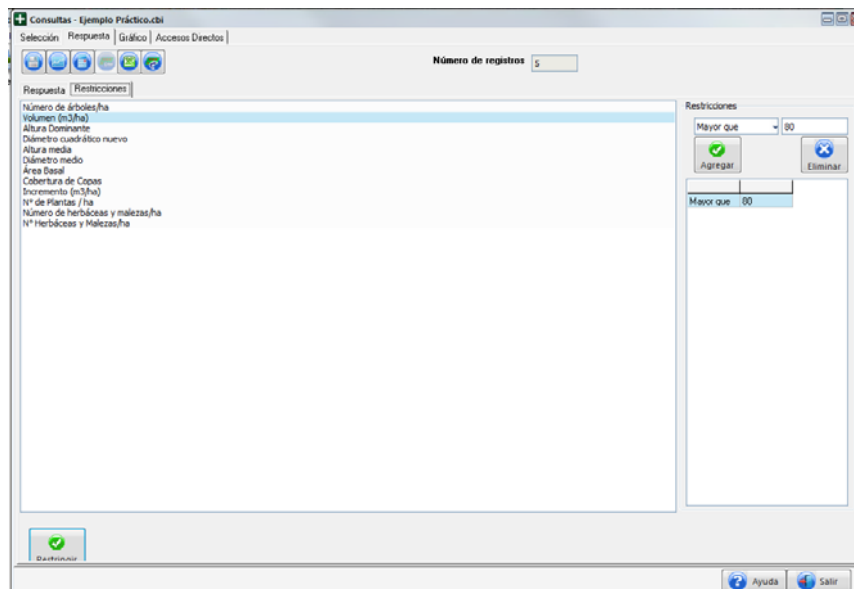 Consultas - Ejemplo Práctico.cbi
Selección Respuesta Gráfico Accesos Directos
Número de registros 5
Respuesta Restricciones
Número de árboles/ha
Volumen (m3/ha)
Altura Dominante
Diámetro cuadrático nuevo
Altura media
Diámetro medio
Área Basal
Cobertura de Copas
Incremento (m3/ha)
Nº de Plantas / ha
Número de herbáceas y malezas/ha
Nº Herbáceas y Malezas/ha
Restricciones
Mayor que 80
Agregar Eliminar
Mayor que 80
Restringir
Ayuda Salir